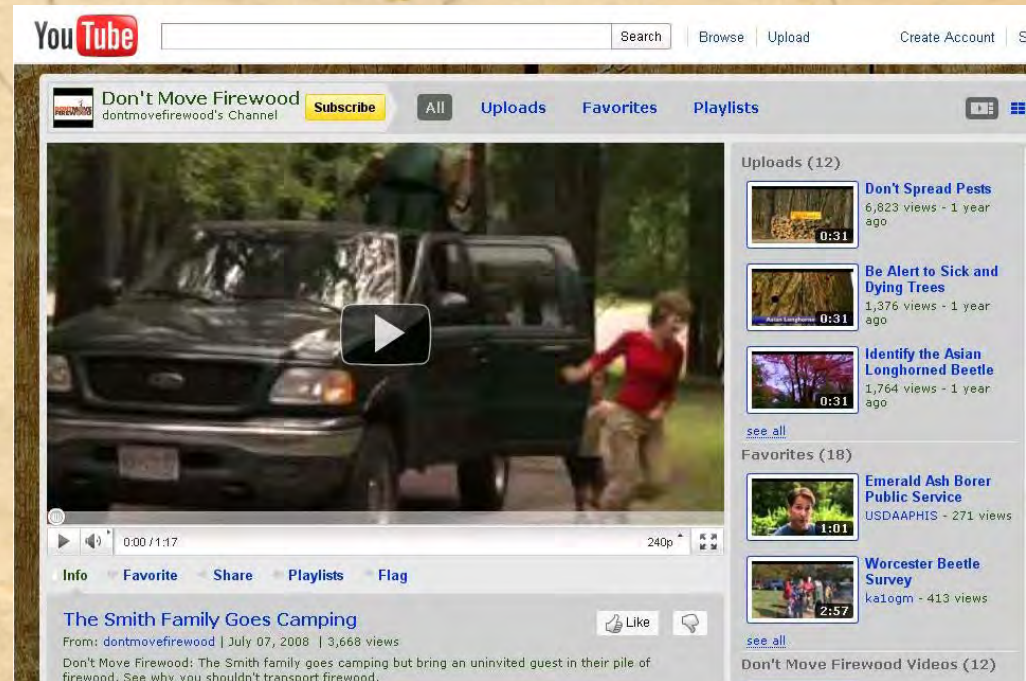 YouTube
Search
Browse
Upload
Create Account
S
Don't Move Firewood
dontmovefirewood's Channel
Subscribe
All
Uploads
Favorites
Playlists
Uploads (12)
Don't Spread Pests
6,823 views - 1 year
ago
0:31
Be Alert to Sick and
Dying Trees
1,376 views - 1 year
ago
Asian Longhorne
0:31
Identify the Asian
Longhorned Beetle
1,764 views - 1 year
ago
0:31
see all
Favorites (18)
Emerald Ash Borer
Public Service
USDAAPHIS - 271 views
1:01
Worcester Beetle
Survey
ka1ogm - 413 views
2:57
see all
Don't Move Firewood Videos (12)
0:00 / 1:17
240p
Info
Favorite
Share
Playlists
Flag
The Smith Family Goes Camping
Like
From: dontmovefirewood | July 07, 2008 | 3,668 views
Don't Move Firewood: The Smith family goes camping but bring an uninvited guest in their pile of
firewood. See why you shouldn't transport firewood.